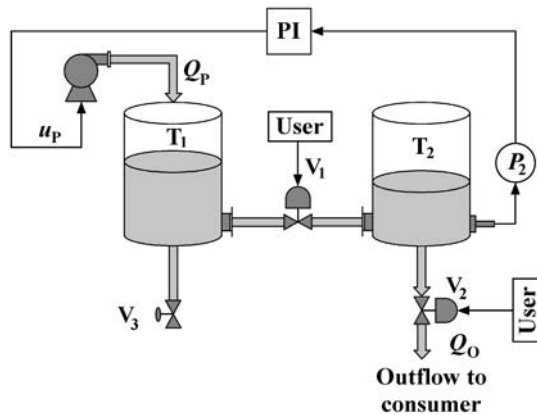 PI
Q_P
u_P
T_1
User
V_1
T_2
P_2
V_3
V_2
User
Q_O
Outflow to
consumer